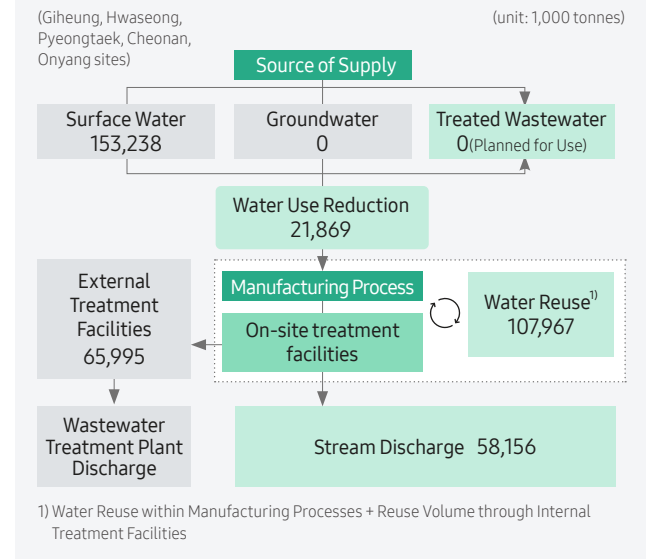 (Giheung, Hwaseong,
Pyeongtaek, Cheonan,
Onyang sites)
(unit: 1,000 tonnes)
Source of Supply
Surface Water
153,238
Groundwater
0
Treated Wastewater
0(Planned for Use)
Water Use Reduction
21,869
External
Treatment
Facilities
65,995
Manufacturing Process
On-site treatment
facilities
Water Reuse1)
107,967
Wastewater
Treatment Plant
Discharge
Stream Discharge 58,156
1) Water Reuse within Manufacturing Processes + Reuse Volume through Internal
Treatment Facilities